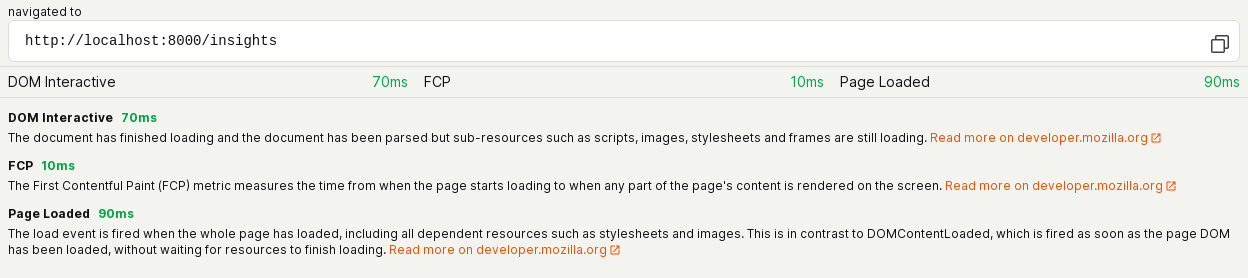 navigated to
http://localhost:8000/insights
DOM Interactive 70ms FCP 10ms Page Loaded 90ms
DOM Interactive 70ms
The document has finished loading and the document has been parsed but sub-resources such as scripts, images, stylesheets and frames are still loading. Read more on developer.mozilla.org
FCP 10ms
The First Contentful Paint (FCP) metric measures the time from when the page starts loading to when any part of the page's content is rendered on the screen. Read more on developer.mozilla.org
Page Loaded 90ms
The load event is fired when the whole page has loaded, including all dependent resources such as stylesheets and images. This is in contrast to DOMContentLoaded, which is fired as soon as the page DOM
has been loaded, without waiting for resources to finish loading. Read more on developer.mozilla.org